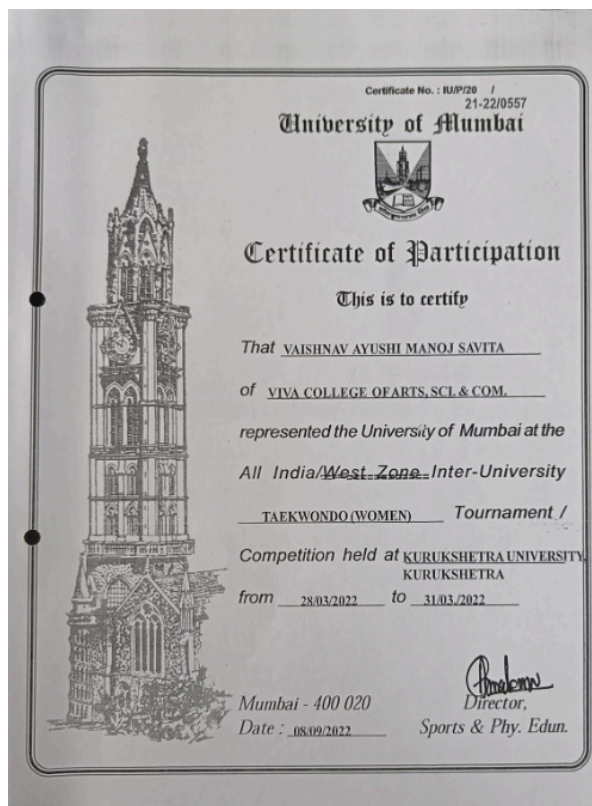 Certificate No. : IU/P/20 /
21-22/0557
University of Mumbai
Certificate of Participation
This is to certify
That VAISHNAV AYUSHI MANOJ SAVITA
of VIVA COLLEGE OF ARTS, SCI. & COM.
represented the University of Mumbai at the
All India/West Zone Inter-University
TAEKWONDO (WOMEN) Tournament /
Competition held at KURUKSHETRA UNIVERSITY,
KURUKSHETRA
from 28/03/2022 to 31/03./2022
Mumbai - 400 020
Director,
Date : 08/09/2022
Sports & Phy. Edun.